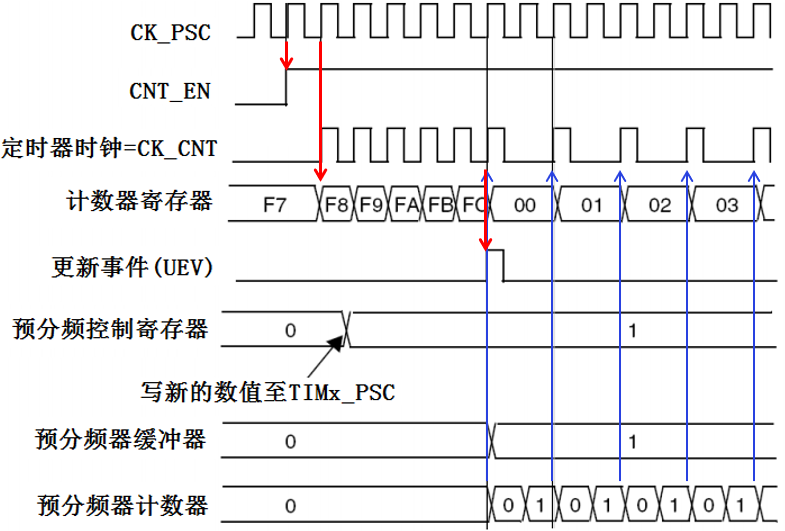 CK_PSC
CNT_EN
定时器时钟=CK_CNT
计数器寄存器 F7 F8 F9 FA FB FC 00 01 02 03
更新事件(UEV)
预分频控制寄存器 0 1
写新的数值至TIMx_PSC
预分频器缓冲器 0 1
预分频器计数器 0 0 1 0 1 0 1 0 1